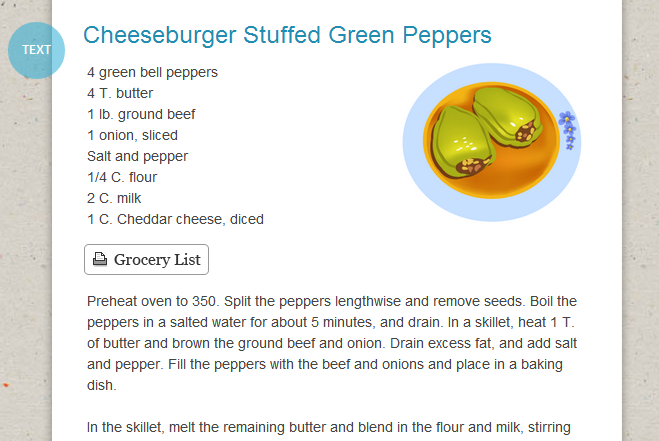 TEXT
Cheeseburger Stuffed Green Peppers
4 green bell peppers
4 T. butter
1 lb. ground beef
1 onion, sliced
Salt and pepper
1/4 C. flour
2 C. milk
1 C. Cheddar cheese, diced
Grocery List
Preheat oven to 350. Split the peppers lengthwise and remove seeds. Boil the
peppers in a salted water for about 5 minutes, and drain. In a skillet, heat 1 T.
of butter and brown the ground beef and onion. Drain excess fat, and add salt
and pepper. Fill the peppers with the beef and onions and place in a baking
dish.
In the skillet, melt the remaining butter and blend in the flour and milk, stirring